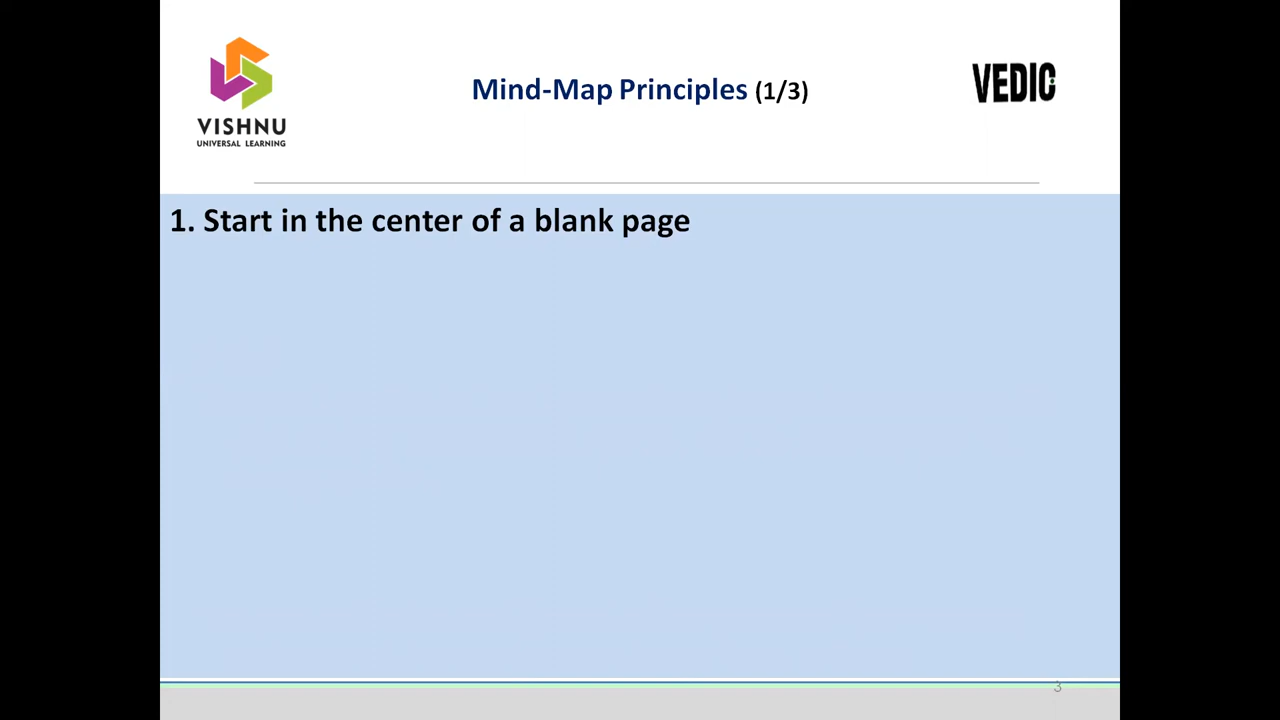 VISHNU
UNIVERSAL LEARNING
Mind-Map Principles (1/3)
VEDIC
1. Start in the center of a blank page
3